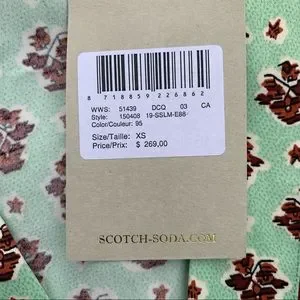 8 718859 226862
WWS: 51439 DCQ 03 CA
Style: 150408 19-SSLM-E88-
Color/Couleur: 95
Size/Taille: XS
Price/Prix: $ 269,00
SCOTCH-SODA.COM